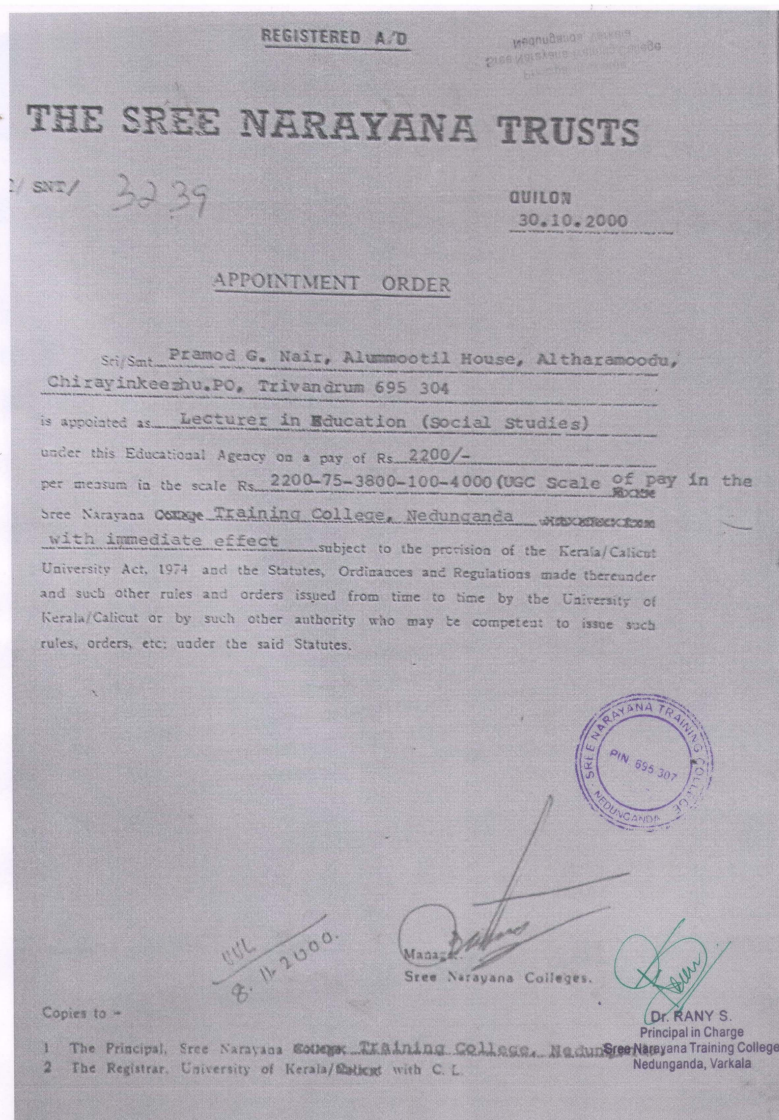 REGISTERED A/D
THE SREE NARAYANA TRUSTS
/ SNT/ 3239
QUILON
30.10.2000
APPOINTMENT ORDER
Sri/Smt. Pramod G. Nair, Alummootil House, Altharamoodu,
Chirayinkeezhu.PO, Trivandrum 695 304
is appointed as Lecturer in Education (Social Studies)
under this Educational Agency on a pay of Rs. 2200/-
per mensum in the scale Rs. 2200-75-3800-100-4000(UGC Scale of pay in the
Sree Narayana College Training College, Nedunganda
with immediate effect subject to the provision of the Kerala/Calicut
University Act, 1974 and the Statutes, Ordinances and Regulations made thereunder
and such other rules and orders issued from time to time by the University of
Kerala/Calicut or by such other authority who may be competent to issue such
rules, orders, etc; under the said Statutes.
SREE NARAYANA TRAINING COLLEGE
PIN 695 307
NEDUNGANDA
8.11.2000.
Manager
Sree Narayana Colleges.
Copies to :-
Dr. RANY S.
Principal in Charge
Sree Narayana Training College
Nedunganda, Varkala
1 The Principal, Sree Narayana College Training College,
2 The Registrar, University of Kerala/Calicut with C. L.